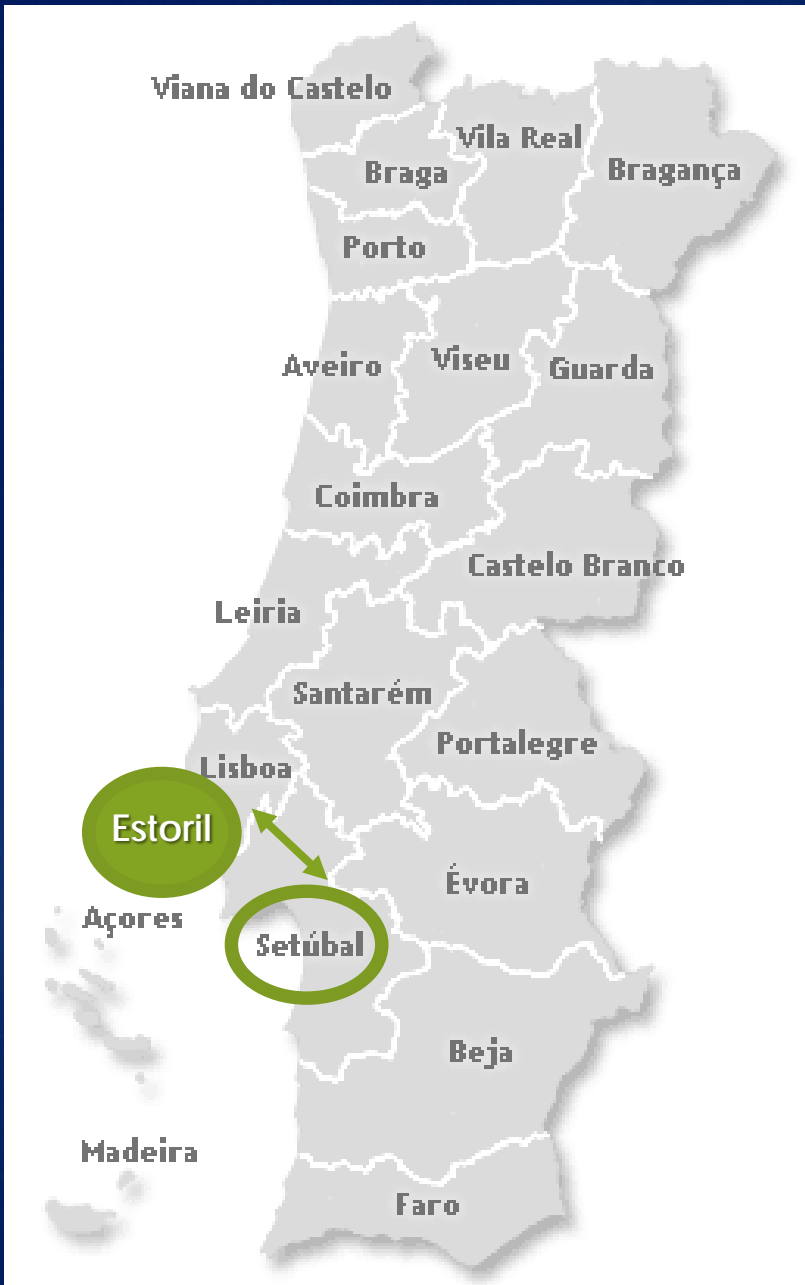 Viana do Castelo
Vila Real
Bragança
Braga
Porto
Aveiro
Viseu
Guarda
Coimbra
Castelo Branco
Leiria
Santarém
Portalegre
Lisboa
Estoril
Évora
Açores
Setúbal
Beja
Madeira
Faro